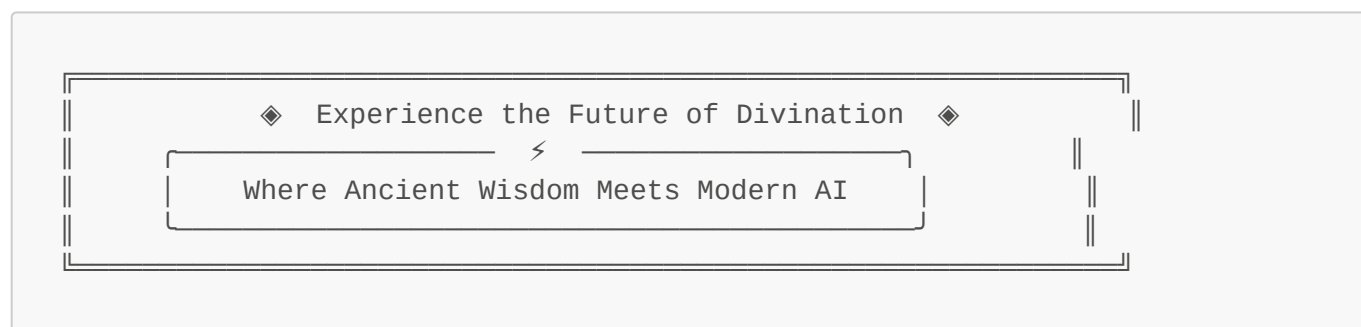 ◈ Experience the Future of Divination ◈
⚡
Where Ancient Wisdom Meets Modern AI